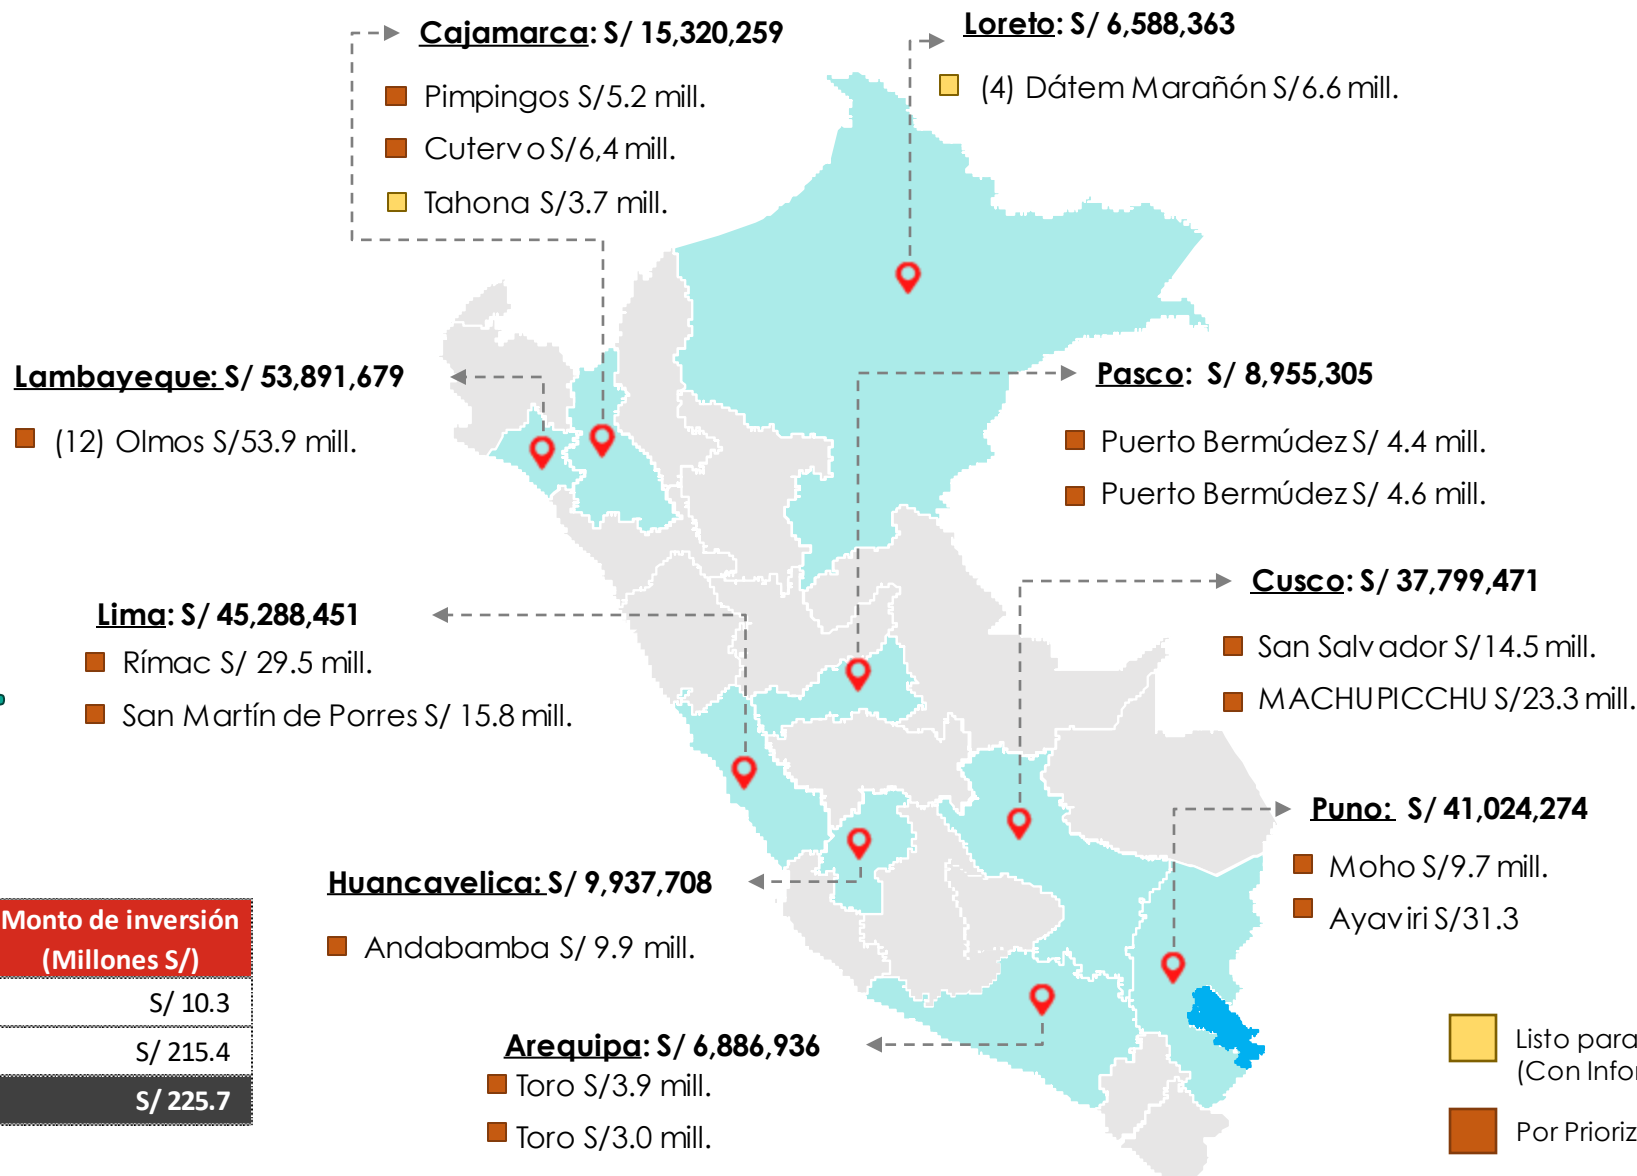 Cajamarca: S/ 15,320,259
Pimpingos S/5.2 mill.
Cutervo S/6,4 mill.
Tahona S/3.7 mill.
Loreto: S/ 6,588,363
(4) Dátem Marañón S/6.6 mill.
Lambayeque: S/ 53,891,679
(12) Olmos S/53.9 mill.
Pasco: S/ 8,955,305
Puerto Bermúdez S/ 4.4 mill.
Puerto Bermúdez S/ 4.6 mill.
Lima: S/ 45,288,451
Rímac S/ 29.5 mill.
San Martín de Porres S/ 15.8 mill.
Cusco: S/ 37,799,471
San Salvador S/14.5 mill.
MACHUPICCHU S/23.3 mill.
Puno: S/ 41,024,274
Moho S/9.7 mill.
Ayaviri S/31.3
Huancavelica: S/ 9,937,708
Andabamba S/ 9.9 mill.
Arequipa: S/ 6,886,936
Toro S/3.9 mill.
Toro S/3.0 mill.
Monto de inversión
(Millones S/)
S/ 10.3
S/ 215.4
S/ 225.7
Listo para
(Con Infor
Por Prioriz